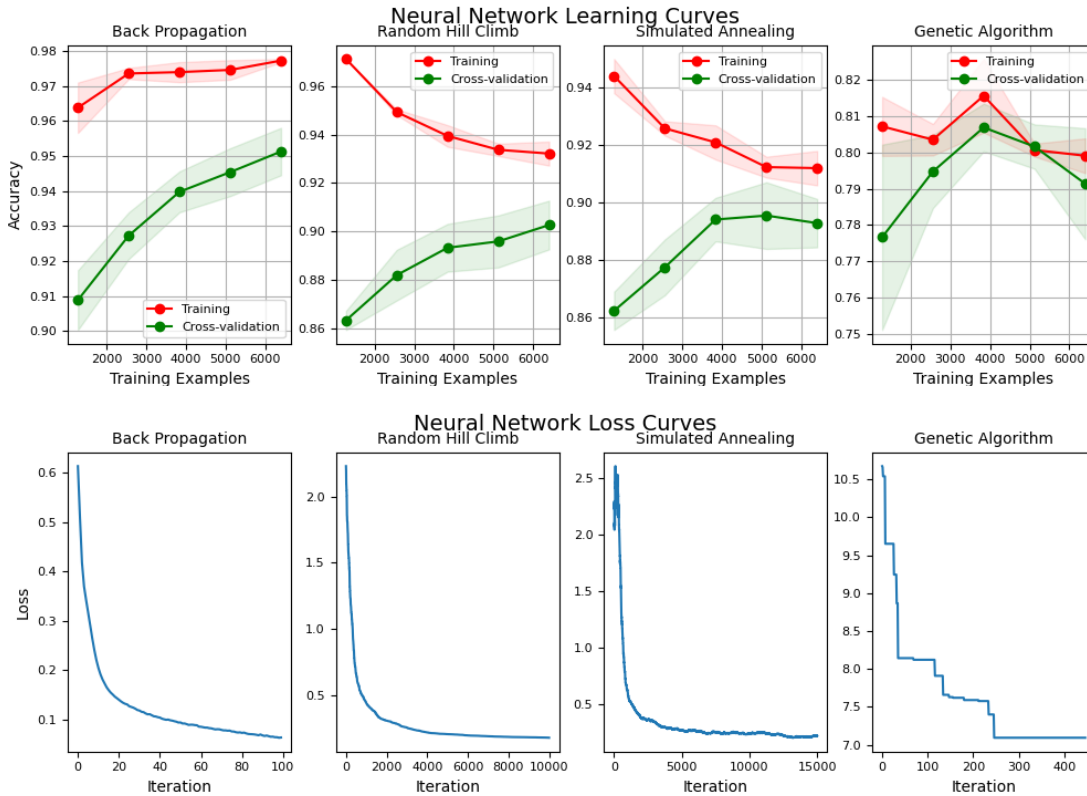 Neural Network Learning Curves
Back Propagation
Random Hill Climb
Simulated Annealing
Genetic Algorithm
Accuracy
0.98
0.97
0.96
0.95
0.94
0.93
0.92
0.91
0.90
Training
Cross-validation
2000 3000 4000 5000 6000
Training Examples
0.96
0.94
0.92
0.90
0.88
0.86
Training
Cross-validation
2000 3000 4000 5000 6000
Training Examples
0.94
0.92
0.90
0.88
0.86
Training
Cross-validation
2000 3000 4000 5000 6000
Training Examples
0.82
0.81
0.80
0.79
0.78
0.77
0.76
0.75
Training
Cross-validation
2000 3000 4000 5000 6000
Training Examples
Neural Network Loss Curves
Back Propagation
Random Hill Climb
Simulated Annealing
Genetic Algorithm
Loss
0.6
0.5
0.4
0.3
0.2
0.1
0 20 40 60 80 100
Iteration
2.0
1.5
1.0
0.5
0 2000 4000 6000 8000 10000
Iteration
2.5
2.0
1.5
1.0
0.5
0 5000 10000 15000
Iteration
10.5
10.0
9.5
9.0
8.5
8.0
7.5
7.0
0 100 200 300 400
Iteration